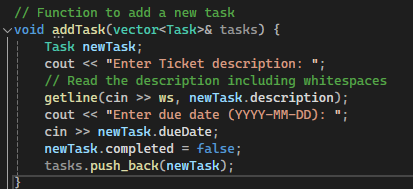 // Function to add a new task
void addTask(vector<Task>& tasks) {
Task newTask;
cout << "Enter Ticket description: ";
// Read the description including whitespaces
getline(cin >> ws, newTask.description);
cout << "Enter due date (YYYY-MM-DD): ";
cin >> newTask.dueDate;
newTask.completed = false;
tasks.push_back(newTask);
}